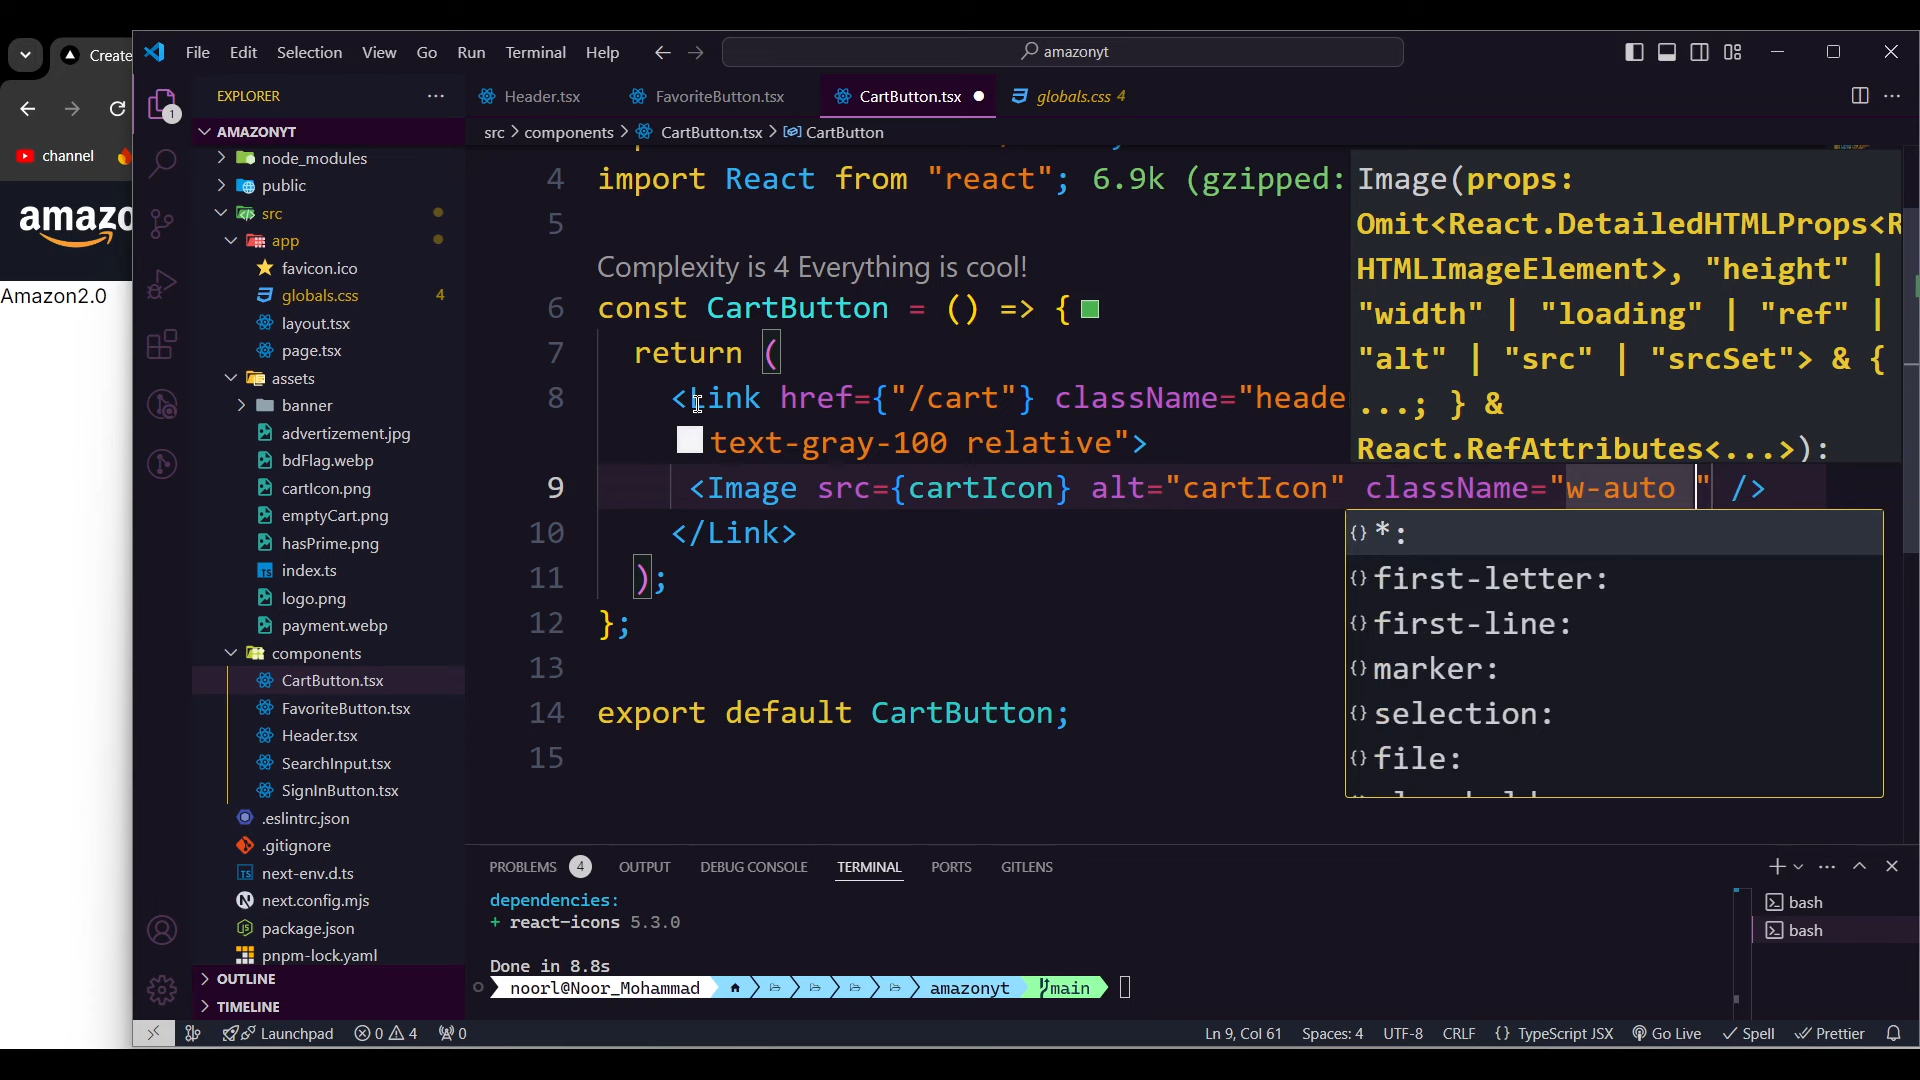 Create
File Edit Selection View Go Run Terminal Help
amazonyt
channel
amazo
Amazon2.0
EXPLORER
AMAZONYT
node_modules
public
src
app
favicon.ico
globals.css 4
layout.tsx
page.tsx
assets
banner
advertizement.jpg
bdFlag.webp
cartIcon.png
emptyCart.png
hasPrime.png
index.ts
logo.png
payment.webp
components
CartButton.tsx
FavoriteButton.tsx
Header.tsx
SearchInput.tsx
SignInButton.tsx
.eslintrc.json
.gitignore
next-env.d.ts
next.config.mjs
package.json
pnpm-lock.yaml
OUTLINE
TIMELINE
1
Header.tsx FavoriteButton.tsx CartButton.tsx globals.css 4
src > components > CartButton.tsx > CartButton
4 import React from "react"; 6.9k (gzipped:
5
Complexity is 4 Everything is cool!
6 const CartButton = () => {
7 return (
8 <Link href={"/cart"} className="heade
text-gray-100 relative">
9 <Image src={cartIcon} alt="cartIcon" className="w-auto " />
10 </Link>
11 );
12 };
13
14 export default CartButton;
15
Image(props:
Omit<React.DetailedHTMLProps<R
HTMLImageElement>, "height" |
"width" | "loading" | "ref" |
"alt" | "src" | "srcSet"> & {
...; } &
React.RefAttributes<...>):
{} *:
{} first-letter:
{} first-line:
{} marker:
{} selection:
{} file:
PROBLEMS 4 OUTPUT DEBUG CONSOLE TERMINAL PORTS GITLENS
dependencies:
+ react-icons 5.3.0
Done in 8.8s
noorl@Noor_Mohammad amazonyt main
bash
bash
Launchpad 0 4 0 Ln 9, Col 61 Spaces: 4 UTF-8 CRLF {} TypeScript JSX Go Live Spell Prettier